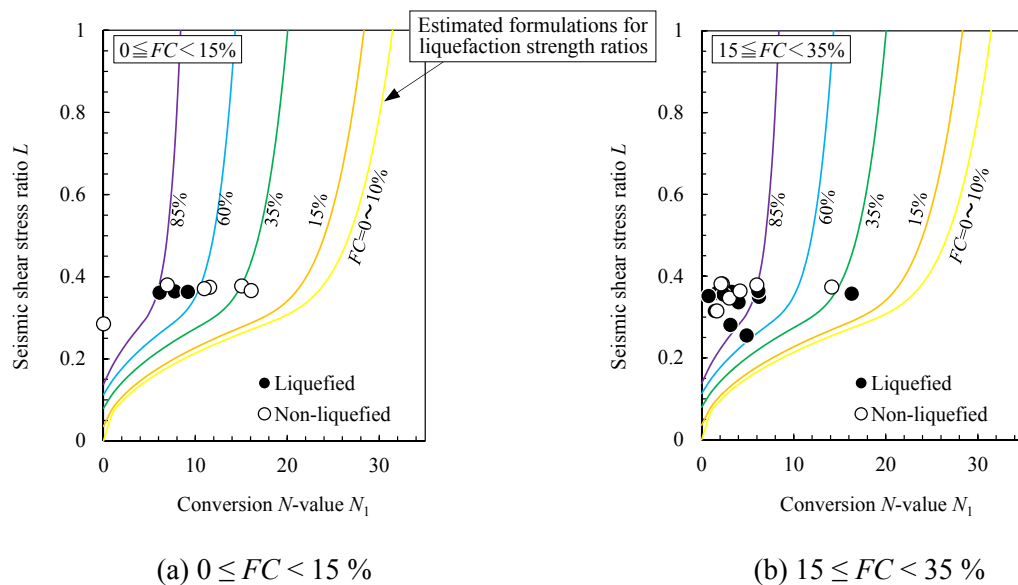 Estimated formulations for
liquefaction strength ratios
0≦FC<15%
Seismic shear stress ratio L
1
0.8
0.6
0.4
0.2
0
85%
60%
35%
15%
FC=0〜10%
Liquefied
Non-liquefied
0
10
20
30
Conversion N-value N₁
(a) 0 ≤ FC < 15 %
15≦FC<35%
Seismic shear stress ratio L
1
0.8
0.6
0.4
0.2
0
85%
60%
35%
15%
FC=0〜10%
Liquefied
Non-liquefied
0
10
20
30
Conversion N-value N₁
(b) 15 ≤ FC < 35 %